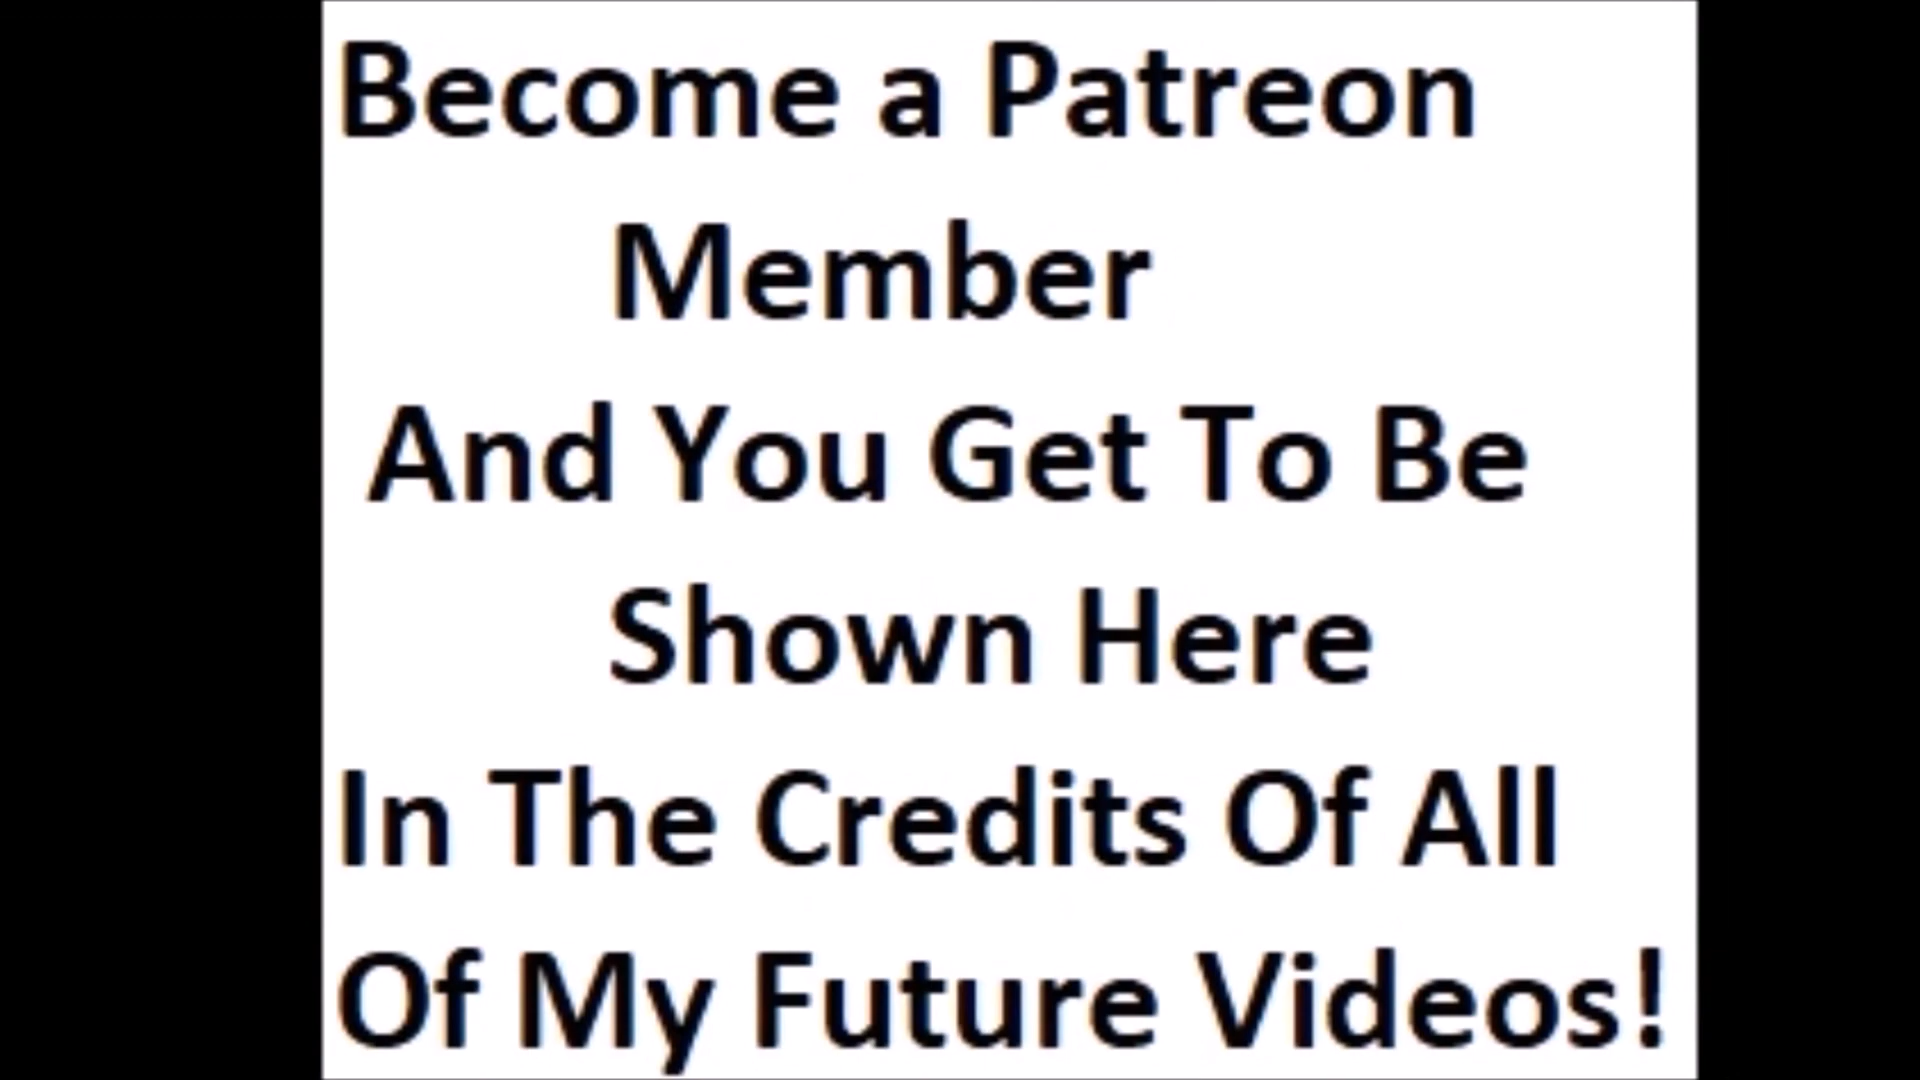 Become a Patreon
Member
And You Get To Be
Shown Here
In The Credits Of All
Of My Future Videos!